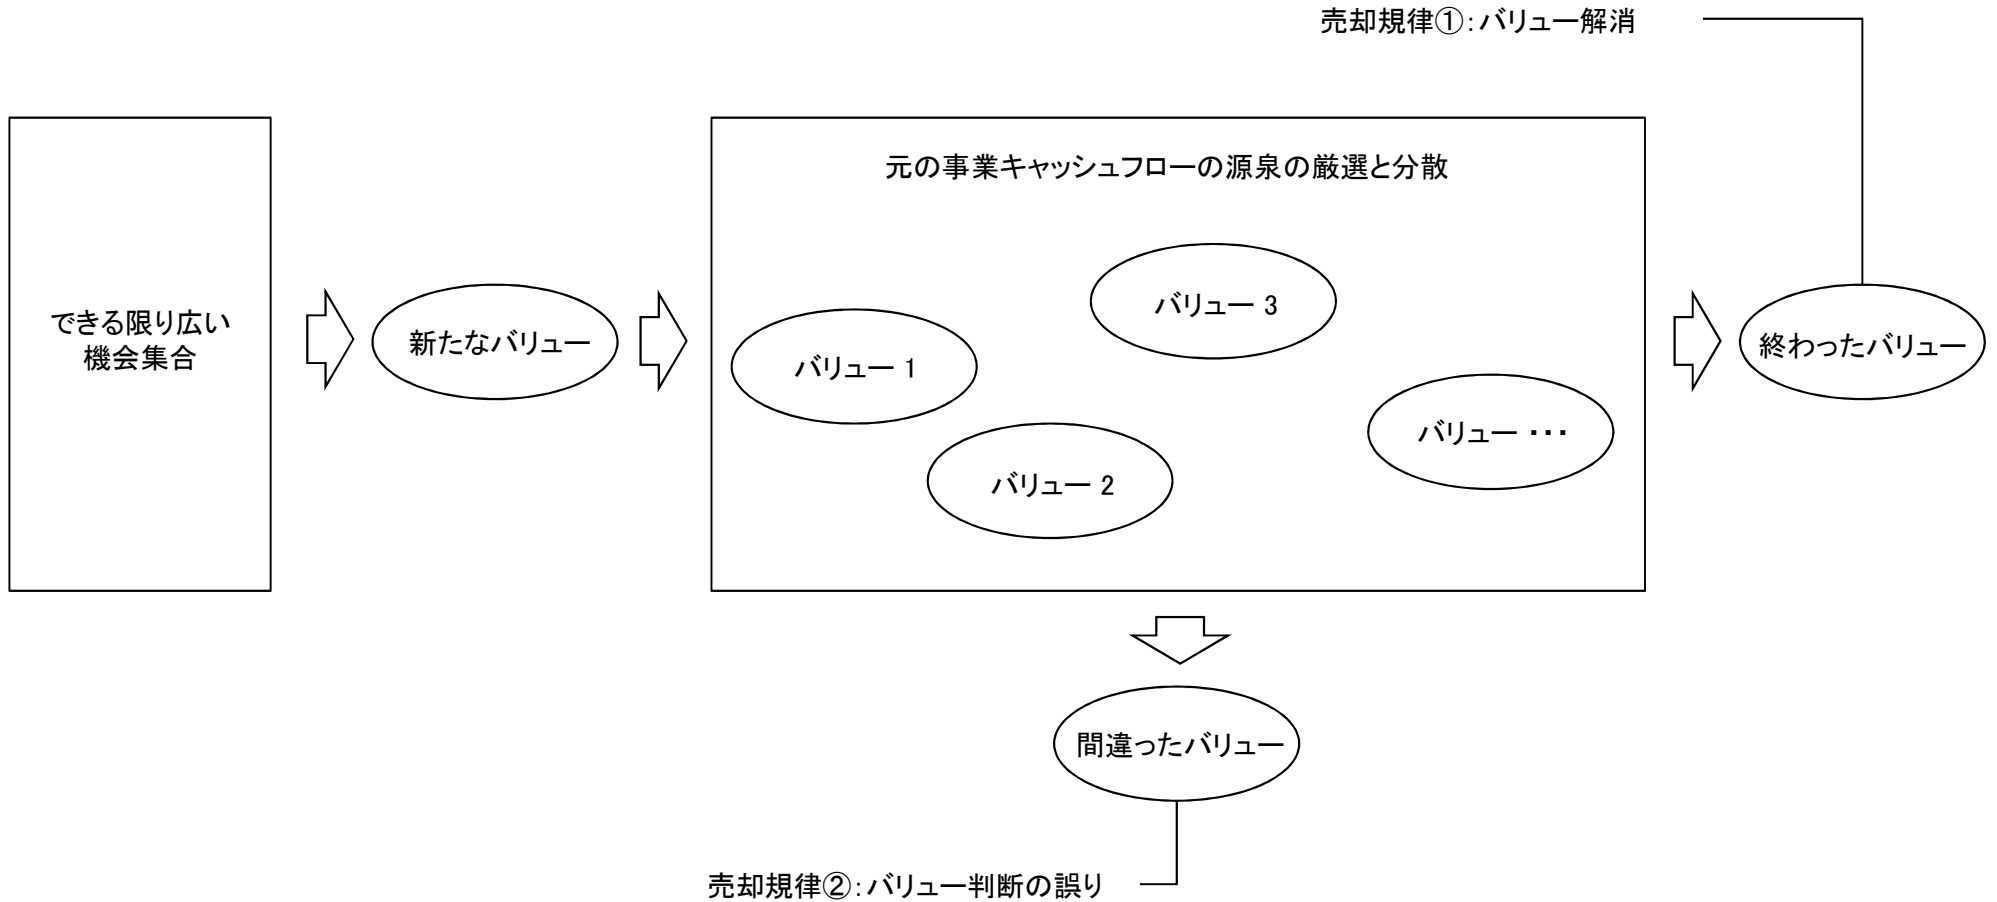 売却規律①：バリュー解消
元の事業キャッシュフローの源泉の厳選と分散
できる限り広い
機会集合
新たなバリュー
バリュー 1
バリュー 2
バリュー 3
バリュー ・・・
終わったバリュー
間違ったバリュー
売却規律②：バリュー判断の誤り